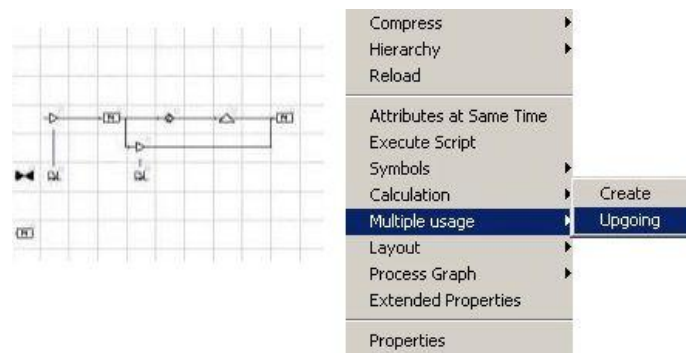 Compress
Hierarchy
Reload
Attributes at Same Time
Execute Script
Symbols
Calculation
Create
Multiple usage
Upgoing
Layout
Process Graph
Extended Properties
Properties